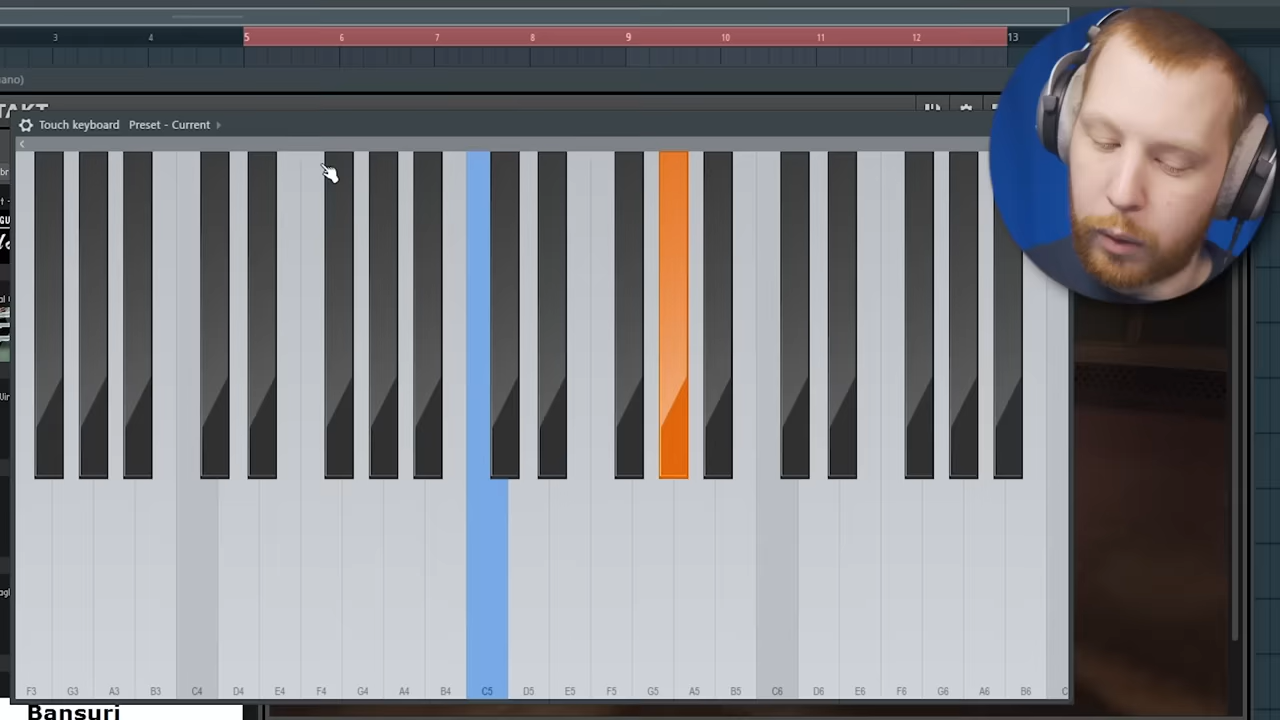 3 4 5 6 7 8 9 10 11 12 13
ano)
TAKT
Touch keyboard Preset - Current
F3 G3 A3 B3 C4 D4 E4 F4 G4 A4 B4 C5 D5 E5 F5 G5 A5 B5 C6 D6 E6 F6 G6 A6 B6 C
Bansuri